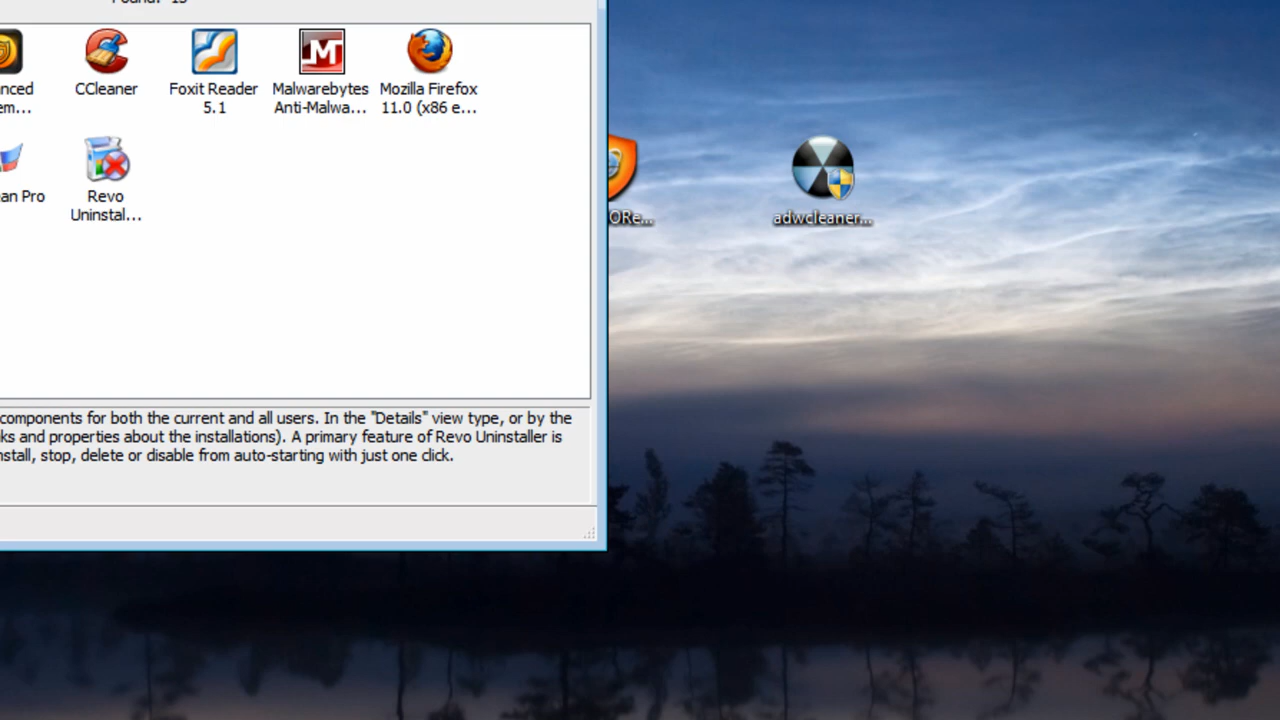 Found: 15
nced
CCleaner
Foxit Reader
Malwarebytes
Mozilla Firefox
em...
5.1
Anti-Malwa...
11.0 (x86 e...
an Pro
Revo
Uninstal...
ORe...
adwcleaner...
components for both the current and all users. In the "Details" view type, or by the
ks and properties about the installations). A primary feature of Revo Uninstaller is
nstall, stop, delete or disable from auto-starting with just one click.